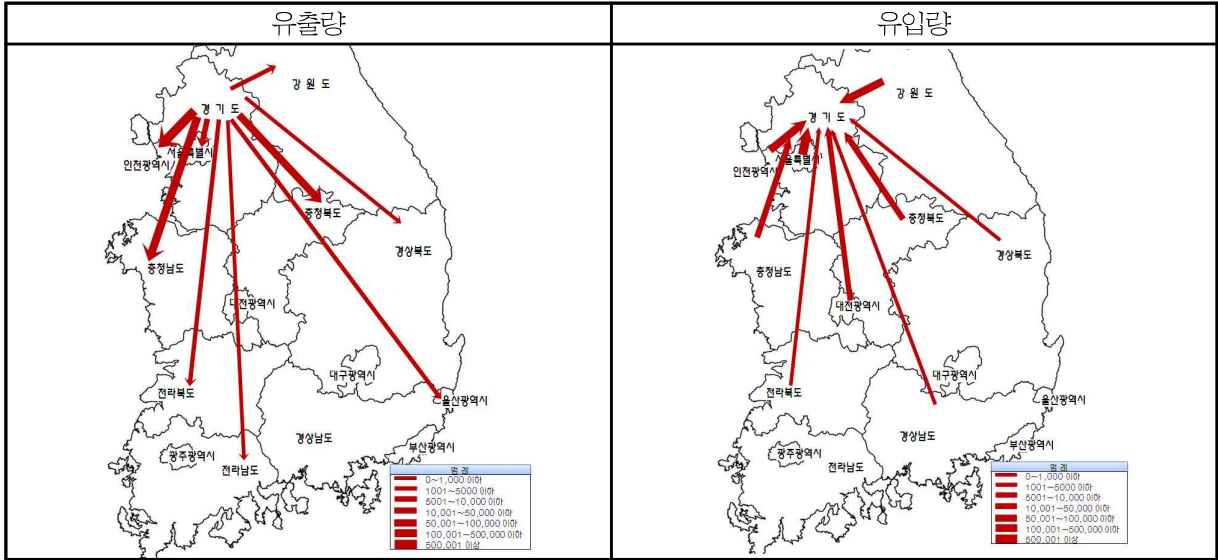 유출량
유입량
강 원 도
경 기 도
서울특별시
인천광역시
충청북도
경상북도
충청남도
대전광역시
대구광역시
전라북도
울산광역시
경상남도
부산광역시
광주광역시
전라남도
범 례
0~1,000 이하
1001~5000 이하
5001~10,000 이하
10,001~50,000 이하
50,001~100,000 이하
100,001~500,000 이하
500,001 이상
강 원 도
경 기 도
서울특별시
인천광역시
충청북도
경상북도
충청남도
대전광역시
대구광역시
전라북도
울산광역시
경상남도
부산광역시
광주광역시
전라남도
범 례
0~1,000 이하
1001~5000 이하
5001~10,000 이하
10,001~50,000 이하
50,001~100,000 이하
100,001~500,000 이하
500,001 이상